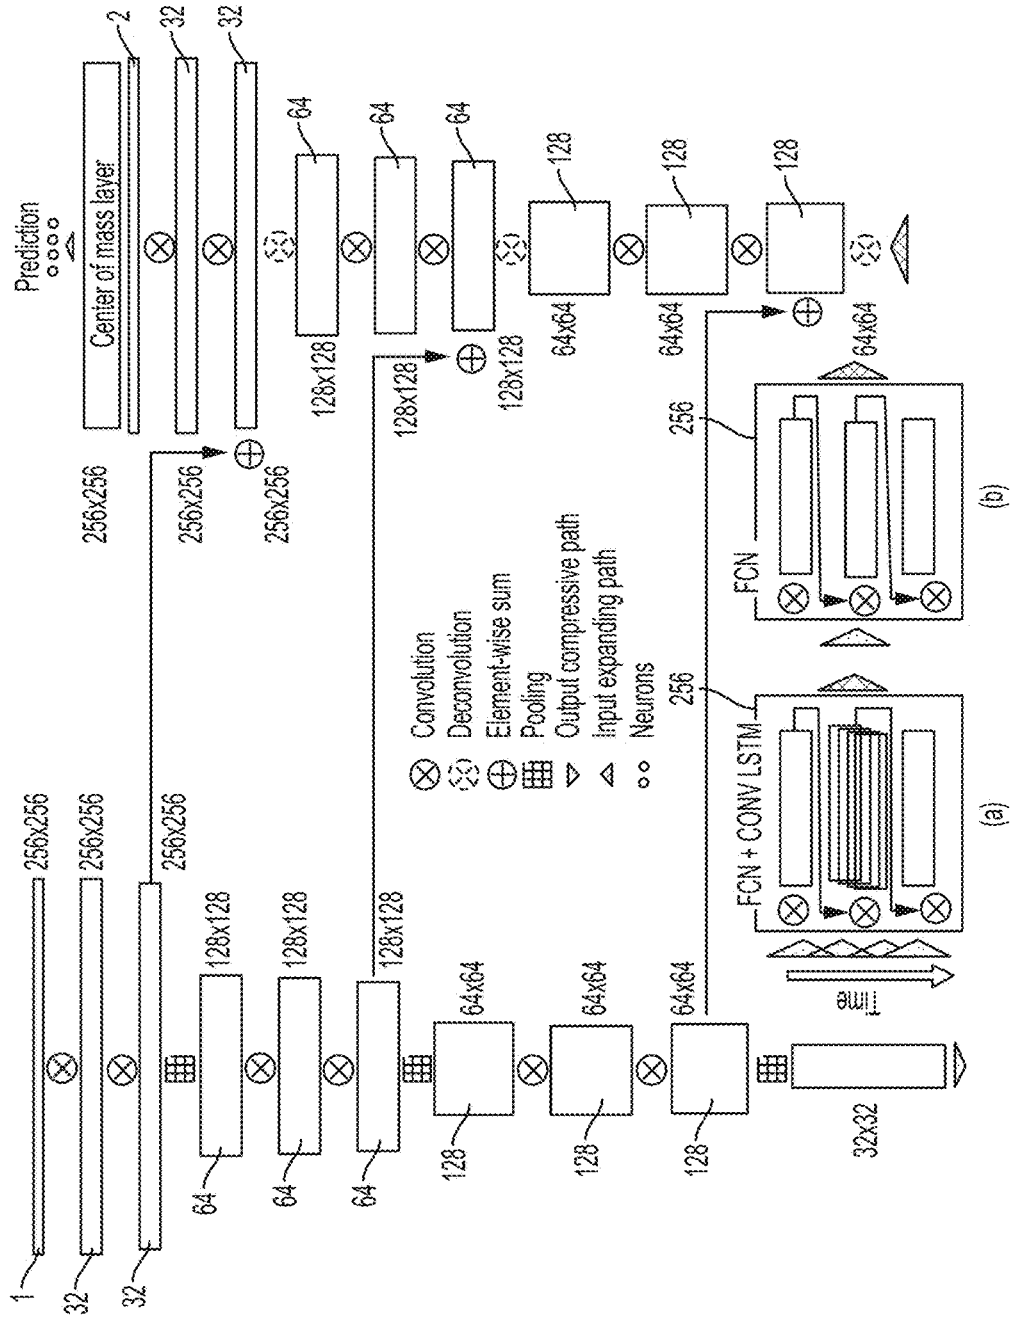 1
256x256
32
256x256
32
256x256
64
128x128
64
128x128
64
128x128
128
64x64
128
64x64
128
64x64
32x32
Time
FCN + CONV LSTM
256
(a)
FCN
256
(b)
Convolution
Deconvolution
Element-wise sum
Pooling
Output compressive path
Input expanding path
Neurons
Prediction
Center of mass layer
256x256
2
256x256
32
256x256
32
128x128
64
128x128
64
128x128
64
64x64
128
64x64
128
64x64
128